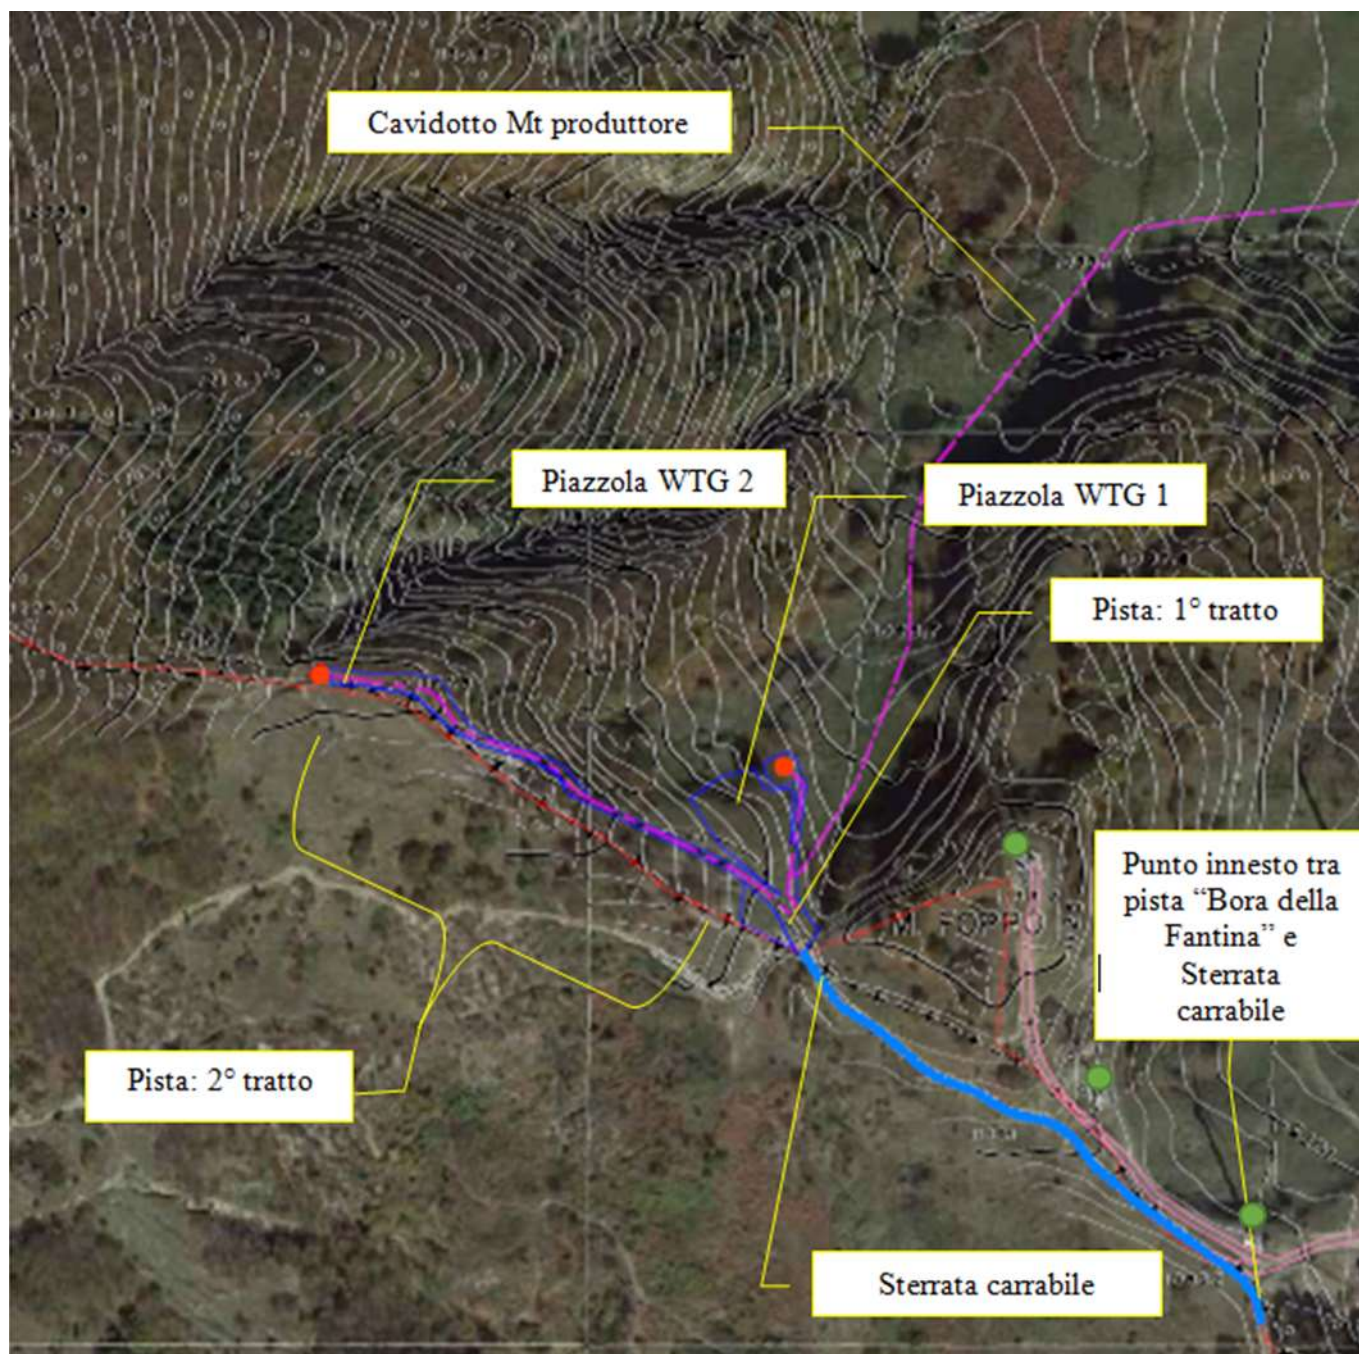 Cavidotto Mt produttore
Piazzola WTG 2
Piazzola WTG 1
Pista: 1° tratto
M. FOPPO
Punto innesto tra
pista “Bora della
Fantina” e
Sterrata
carrabile
Pista: 2° tratto
Sterrata carrabile